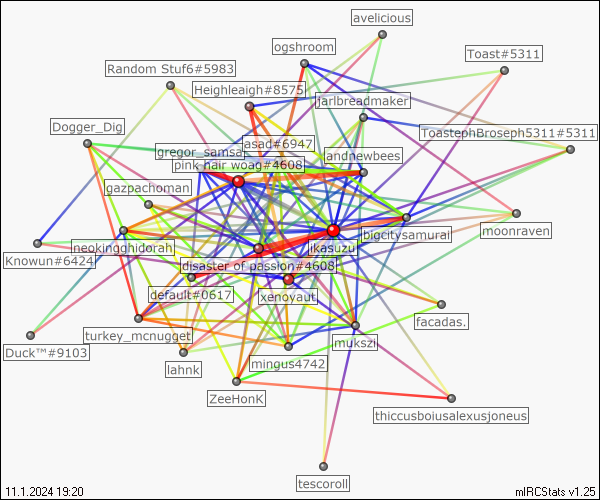 avelicious
ogshroom
Toast#5311
Random Stuf6#5983
Heighleaigh#8575
jarlbreadmaker
Dogger_Dig
ToastephBroseph5311#5311
asad#6947
gregor_samsa
landnewbees
pink hair woag#4608
gazpachoman
moonraven
bigcitysamurai
neokingghidorah
jkasuzu
Knowun#6424
disaster of passion#4608
default#0617
xenoyaut
facadas.
turkey_mcnugget
mukszi
Duck™#9103
lahnk
mingus4742
ZeeHonK
thiccusboiusalexusjoneus
tescoroll
11.1.2024 19:20
mIRCStats v1.25